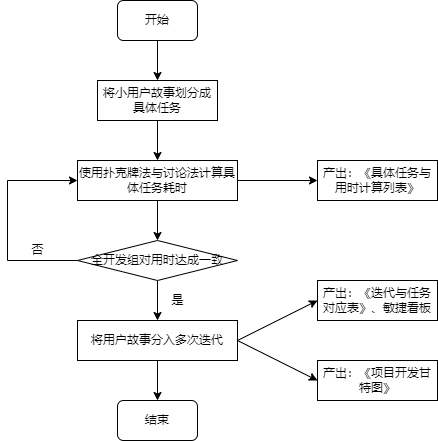 开始
将小用户故事划分成
具体任务
使用扑克牌法与讨论法计算具
体任务耗时
产出：《具体任务与
用时计算列表》
全开发组对用时达成一致
否
是
将用户故事分入多次迭代
产出：《迭代与任务
对应表》、敏捷看板
产出：《项目开发甘
特图》
结束